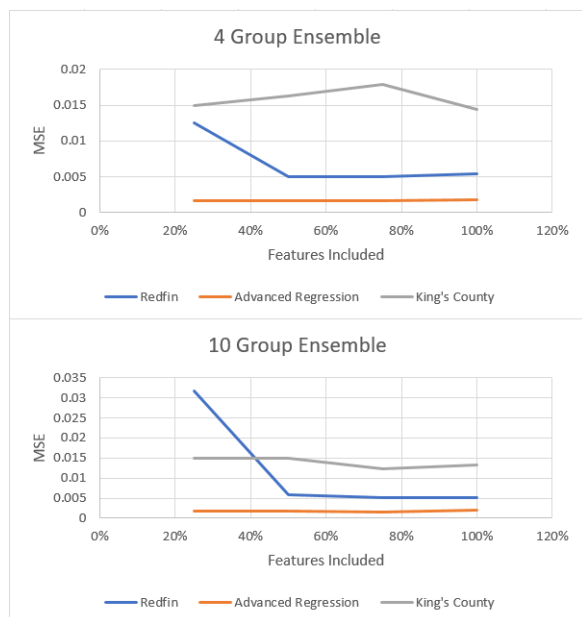 4 Group Ensemble
0.02
0.015
0.01
0.005
0
MSE
0% 20% 40% 60% 80% 100% 120%
Features Included
Redfin Advanced Regression King's County
10 Group Ensemble
0.035
0.03
0.025
0.02
0.015
0.01
0.005
0
MSE
0% 20% 40% 60% 80% 100% 120%
Features Included
Redfin Advanced Regression King's County